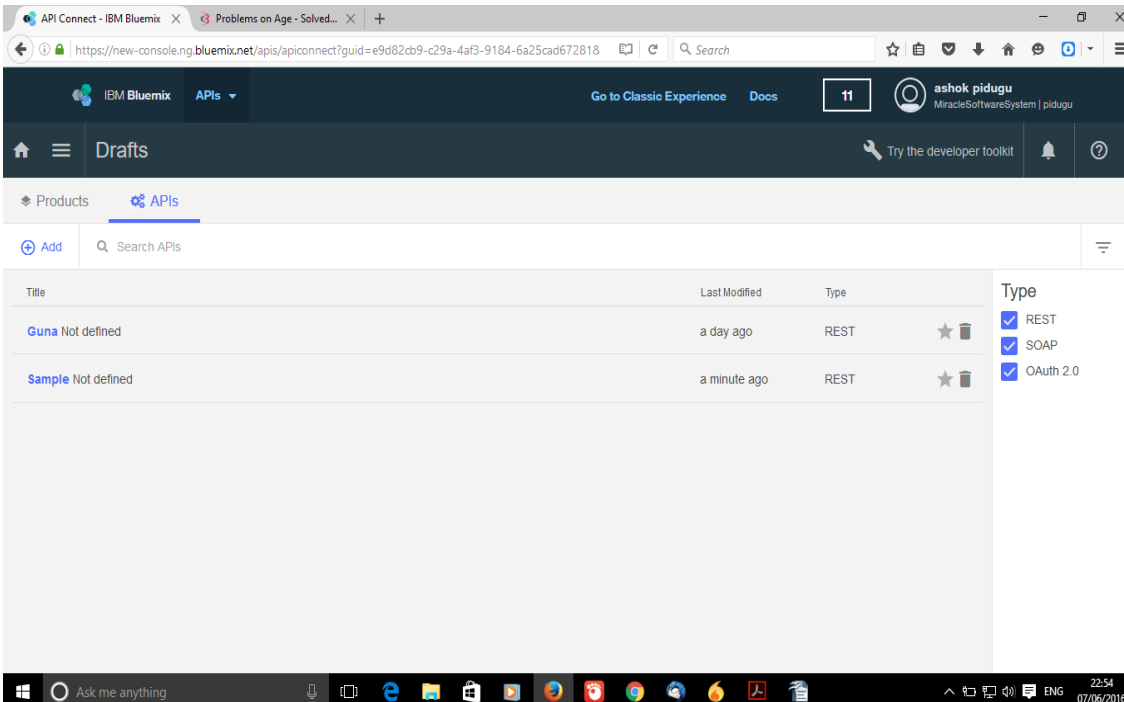 API Connect - IBM Bluemix
Problems on Age - Solved...
https://new-console.ng.bluemix.net/apis/apiconnect?guid=e9d82cb9-c29a-4af3-9184-6a25cad672818
Search
IBM Bluemix
APIs
Go to Classic Experience
Docs
11
ashok pidugu
MiracleSoftwareSystem | pidugu
Drafts
Try the developer toolkit
Products
APIs
Add
Search APIs
Title Last Modified Type
Guna Not defined a day ago REST
Sample Not defined a minute ago REST
Type
REST
SOAP
OAuth 2.0
Ask me anything
ENG
22:54
07/06/2016